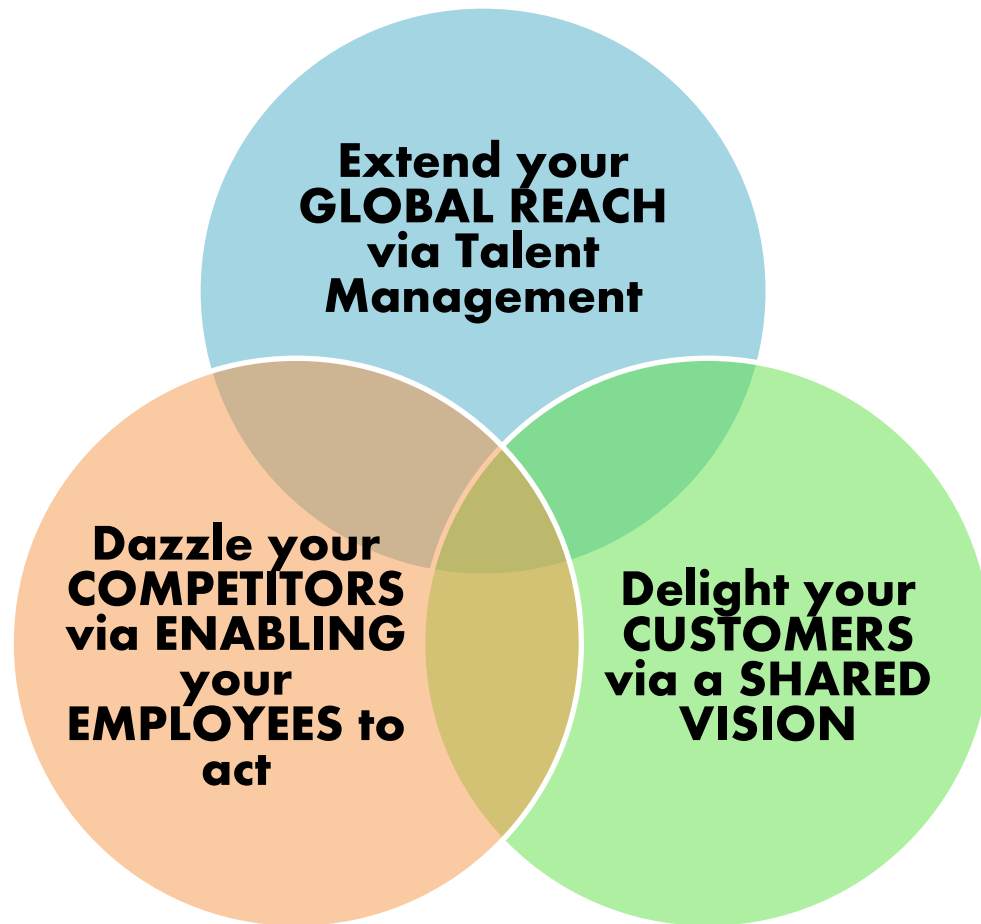 Extend your
GLOBAL REACH
via Talent
Management
Dazzle your
COMPETITORS
via ENABLING
your
EMPLOYEES to
act
Delight your
CUSTOMERS
via a SHARED
VISION